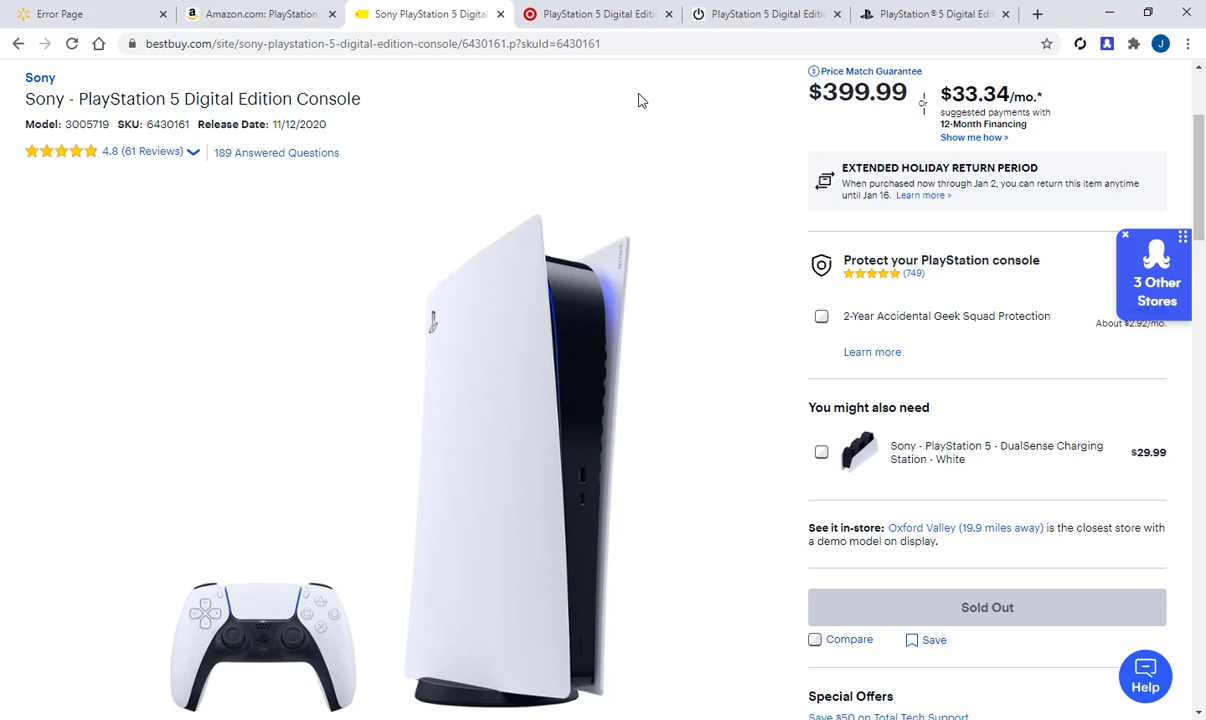 Error Page
Amazon.com: PlayStation
Sony PlayStation 5 Digital
PlayStation 5 Digital Editi
PlayStation 5 Digital Editi
PlayStation®5 Digital Edi
bestbuy.com/site/sony-playstation-5-digital-edition-console/6430161.p?skuId=6430161
J
Sony
Sony - PlayStation 5 Digital Edition Console
Model: 3005719 SKU: 6430161 Release Date: 11/12/2020
4.8 (61 Reviews)
189 Answered Questions
Price Match Guarantee
$399.99
Or
$33.34/mo.*
suggested payments with
12-Month Financing
Show me how >
EXTENDED HOLIDAY RETURN PERIOD
When purchased now through Jan 2, you can return this item anytime
until Jan 16. Learn more >
3 Other
Stores
Protect your PlayStation console
(749)
2-Year Accidental Geek Squad Protection
About $2.92/mo.
Learn more
You might also need
Sony - PlayStation 5 - DualSense Charging
Station - White
$29.99
See it in-store: Oxford Valley (19.9 miles away) is the closest store with
a demo model on display.
Sold Out
Compare
Save
Help
Special Offers
Save $50 on Total Tech Support